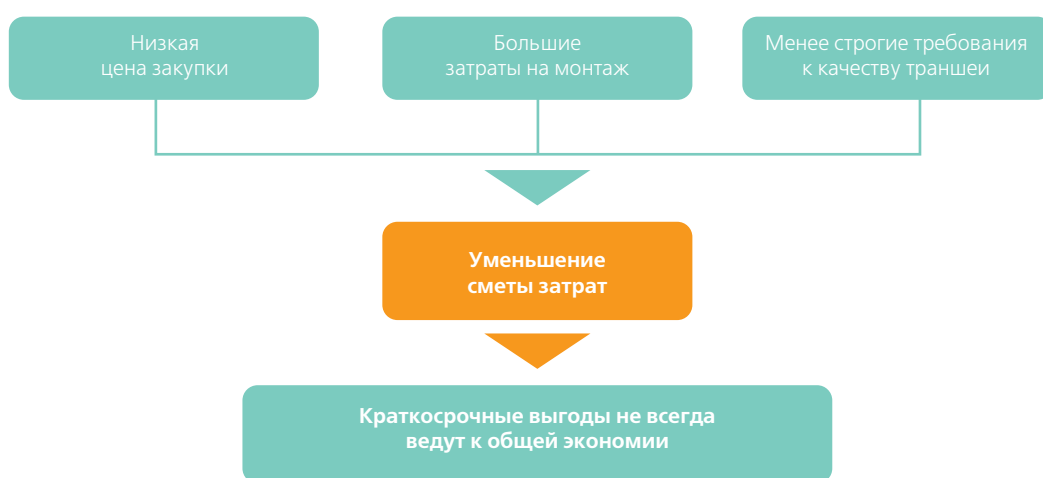 Низкая
цена закупки
Большие
затраты на монтаж
Менее строгие требования
к качеству траншеи
Уменьшение
сметы затрат
Краткосрочные выгоды не всегда
ведут к общей экономии